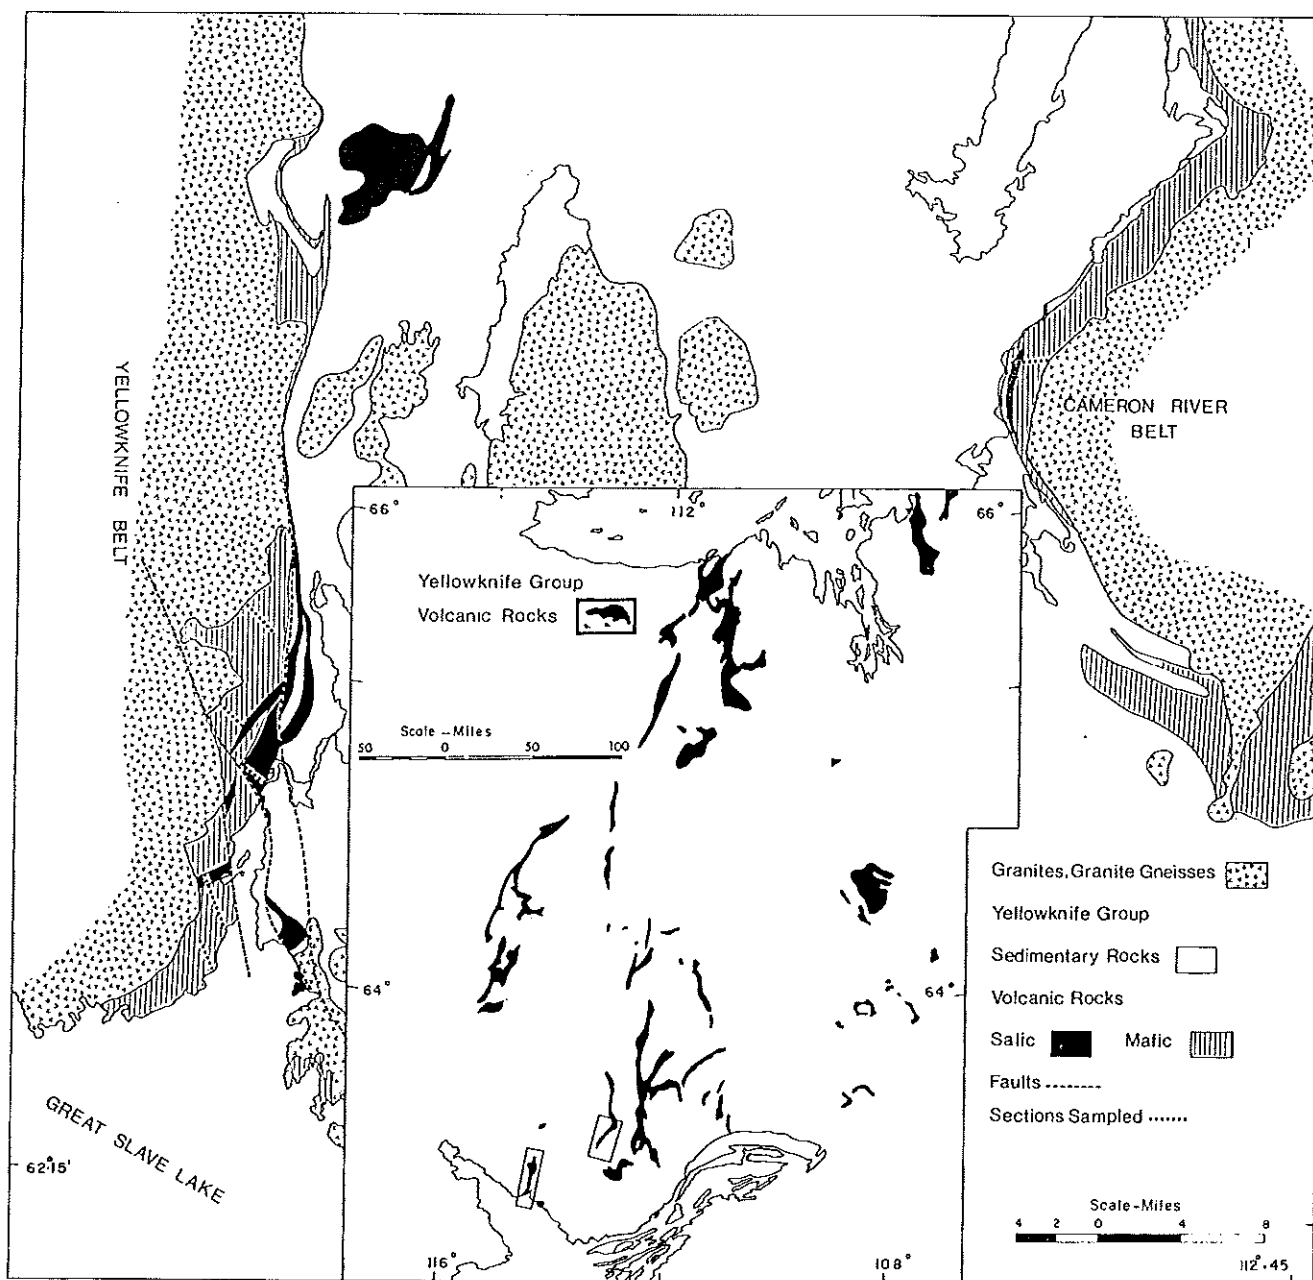 YELLOWKNIFE BELT
CAMERON RIVER
BELT
66°
112°
66°
Yellowknife Group
Volcanic Rocks
Scale - Miles
50 0 50 100
64°
64°
Granites, Granite Gneisses
Yellowknife Group
Sedimentary Rocks
Volcanic Rocks
Salic
Mafic
Faults
Sections Sampled
GREAT SLAVE LAKE
62°15'
Scale-Miles
4 2 0 4 8
116°
108°
112°45